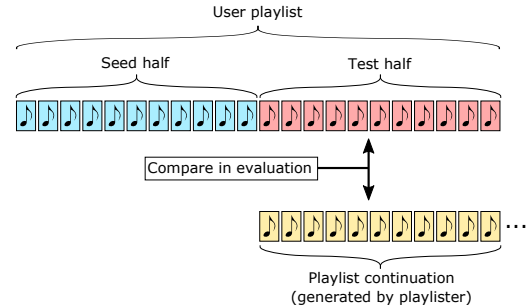 User playlist
Seed half
Test half
Compare in evaluation
...
Playlist continuation
(generated by playlister)